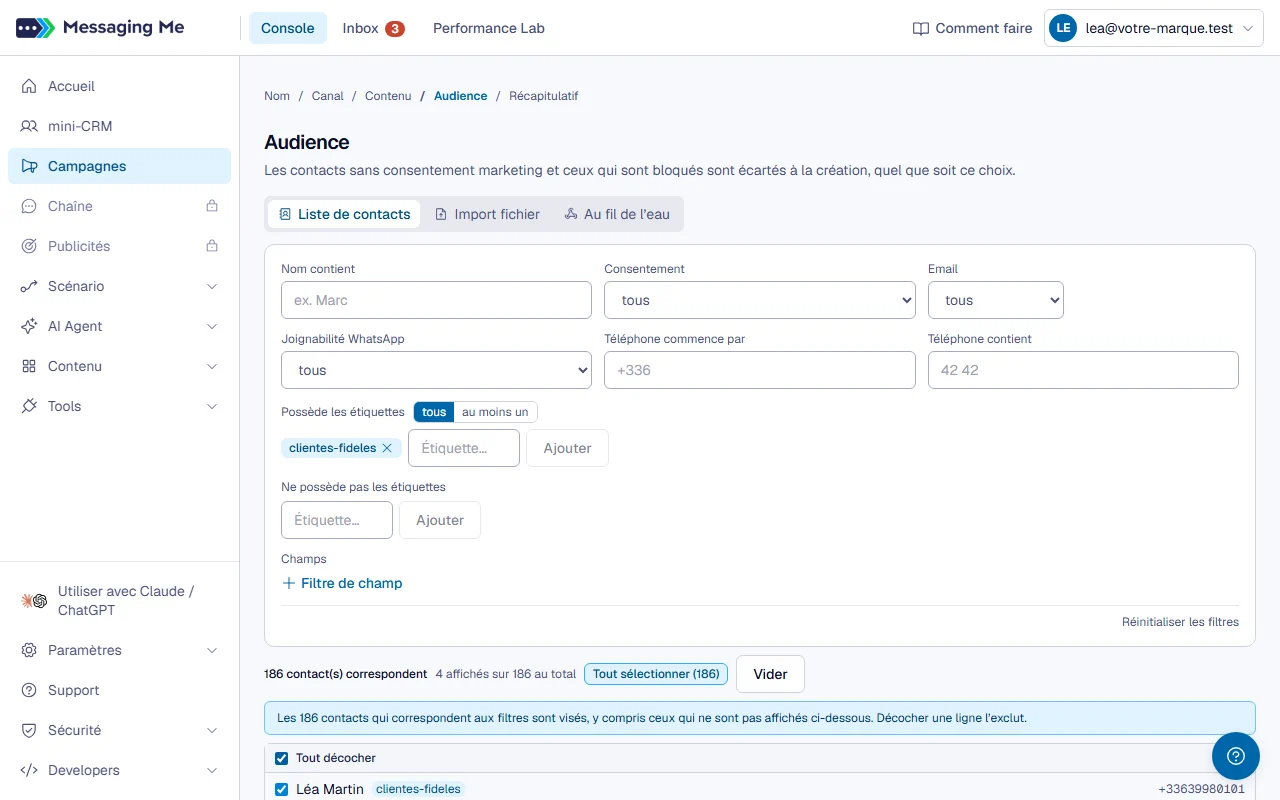 Messaging Me
Console
Inbox 3
Performance Lab
Comment faire
LE lea@votre-marque.test
Accueil
mini-CRM
Campagnes
Chaîne
Publicités
Scénario
AI Agent
Contenu
Tools
Utiliser avec Claude /
ChatGPT
Paramètres
Support
Sécurité
Developers
Nom / Canal / Contenu / Audience / Récapitulatif
Audience
Les contacts sans consentement marketing et ceux qui sont bloqués sont écartés à la création, quel que soit ce choix.
Liste de contacts Import fichier Au fil de l'eau
Nom contient Consentement Email
ex. Marc tous tous
Joignabilité WhatsApp Téléphone commence par Téléphone contient
tous +336 42 42
Possède les étiquettes tous au moins un
clientes-fideles Étiquette... Ajouter
Ne possède pas les étiquettes
Étiquette... Ajouter
Champs
Filtre de champ
Réinitialiser les filtres
186 contact(s) correspondent 4 affichés sur 186 au total Tout sélectionner (186) Vider
Les 186 contacts qui correspondent aux filtres sont visés, y compris ceux qui ne sont pas affichés ci-dessous. Décocher une ligne l'exclut.
Tout décocher
Léa Martin clientes-fideles +33639980101